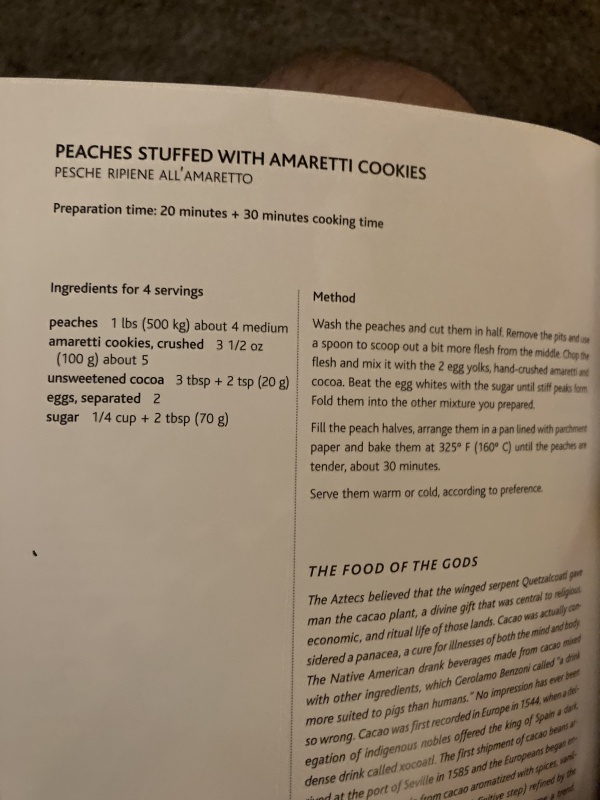 PEACHES STUFFED WITH AMARETTI COOKIES
PESCHE RIPIENE ALL'AMARETTO
Preparation time: 20 minutes + 30 minutes cooking time
Ingredients for 4 servings
peaches 1 lbs (500 kg) about 4 medium
amaretti cookies, crushed 3 1/2 oz
(100 g) about 5
unsweetened cocoa 3 tbsp + 2 tsp (20 g)
eggs, separated 2
sugar 1/4 cup + 2 tbsp (70 g)
Method
Wash the peaches and cut them in half. Remove the pits and use
a spoon to scoop out a bit more flesh from the middle. Chop the
flesh and mix it with the 2 egg yolks, hand-crushed amaretti and
cocoa. Beat the egg whites with the sugar until stiff peaks form.
Fold them into the other mixture you prepared.
Fill the peach halves, arrange them in a pan lined with parchment
paper and bake them at 325° F (160° C) until the peaches are
tender, about 30 minutes.
Serve them warm or cold, according to preference.
THE FOOD OF THE GODS
The Aztecs believed that the winged serpent Quetzalcoatl gave
man the cacao plant, a divine gift that was central to religious,
economic, and ritual life of those lands. Cacao was actually con-
sidered a panacea, a cure for illnesses of both the mind and body.
The Native American drank beverages made from cacao mixed
with other ingredients, which Gerolamo Benzoni called "a drink
more suited to pigs than humans." No impression has ever been
so wrong. Cacao was first recorded in Europe in 1544, when a del-
egation of indigenous nobles offered the king of Spain a dark,
dense drink called xocoatl. The first shipment of cacao beans ar-
rived at the port of Seville in 1585 and the Europeans began
from cacao aromatized with spices,
step) refined by the
a trend.